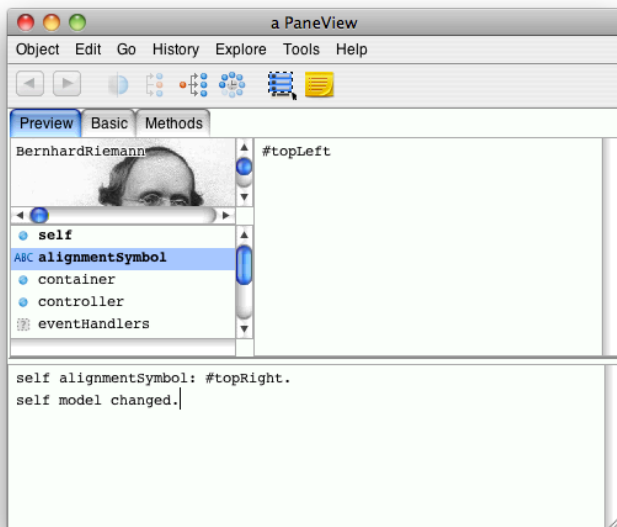 a PaneView
Object Edit Go History Explore Tools Help
Preview Basic Methods
BernhardRiemann
#topLeft
self
ABC alignmentSymbol
container
controller
eventHandlers
self alignmentSymbol: #topRight.
self model changed.